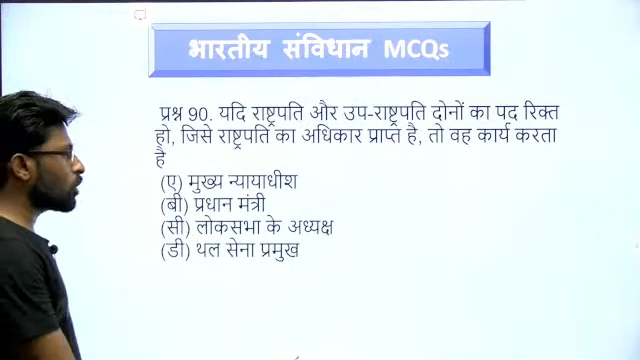 भारतीय संविधान MCQs
प्रश्न 90. यदि राष्ट्रपति और उप-राष्ट्रपति दोनों का पद रिक्त
हो, जिसे राष्ट्रपति का अधिकार प्राप्त है, तो वह कार्य करता
है
(ए) मुख्य न्यायाधीश
(बी) प्रधान मंत्री
(सी) लोकसभा के अध्यक्ष
(डी) थल सेना प्रमुख